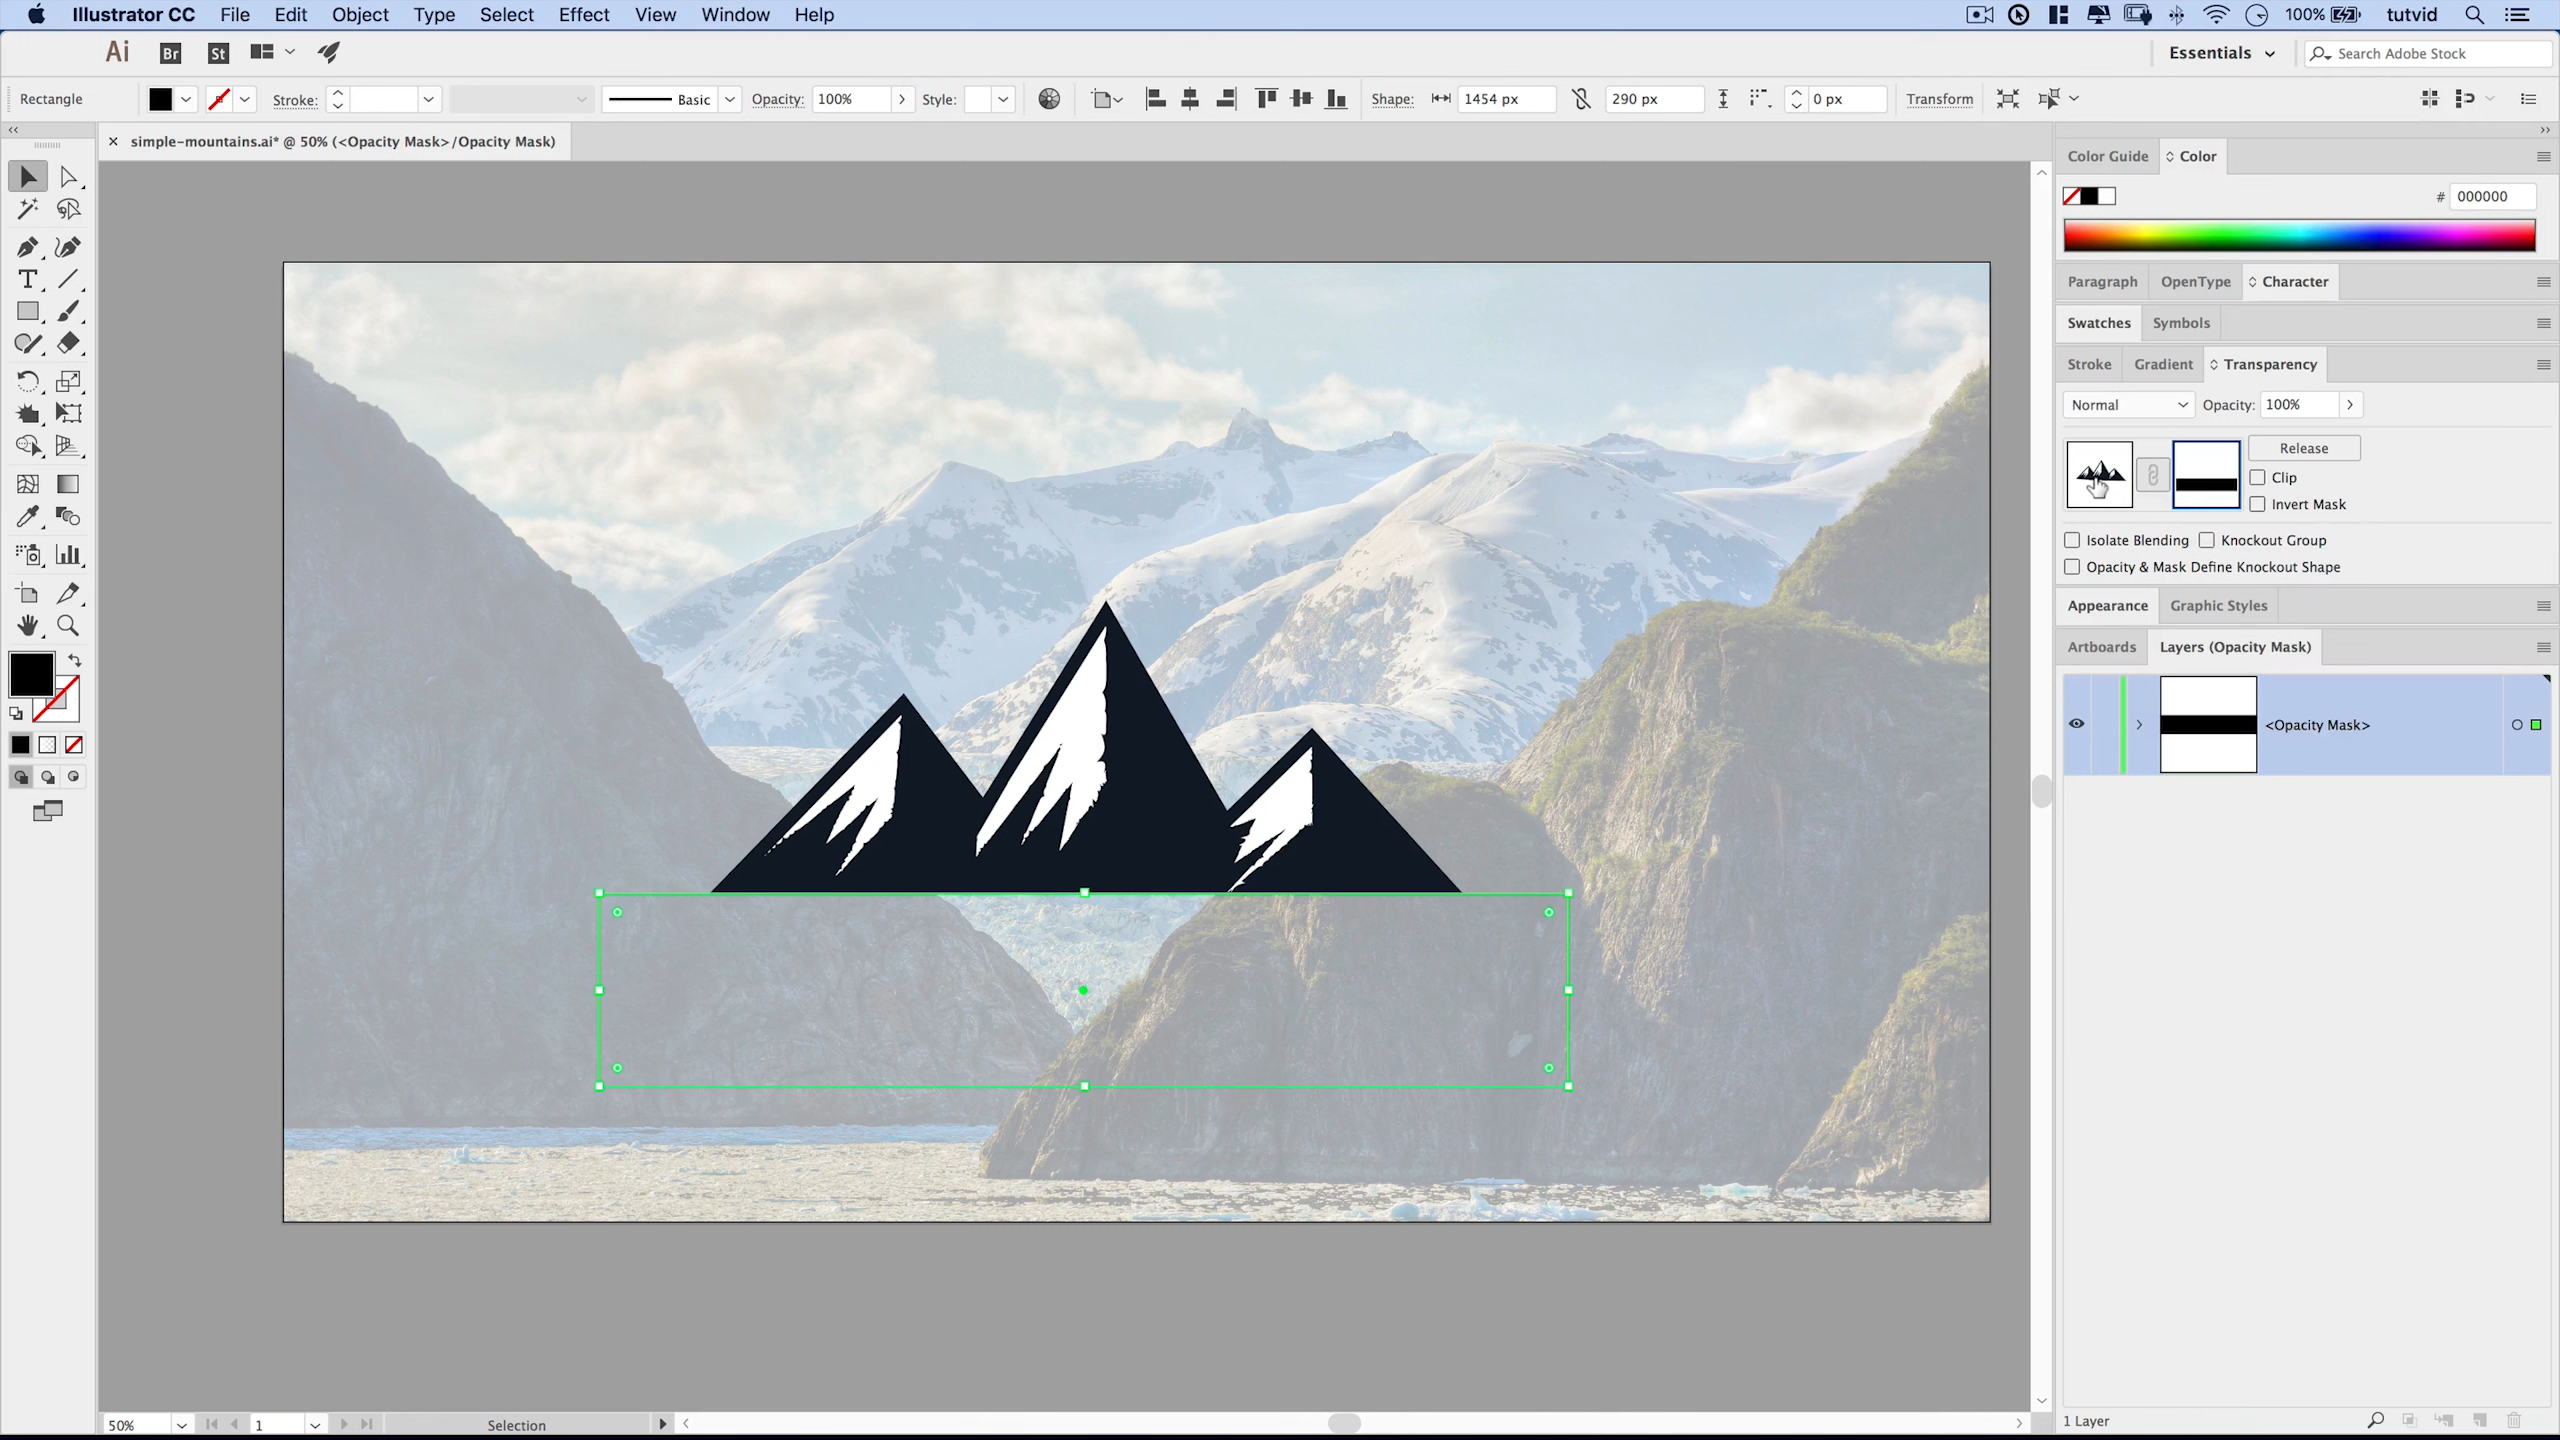 Illustrator CC File Edit Object Type Select Effect View Window Help 100% tutvid
Ai Br St Essentials Search Adobe Stock
Rectangle Stroke: Basic Opacity: 100% Style: Shape: 1454 px 290 px 0 px Transform
simple-mountains.ai* @ 50% (<Opacity Mask>/Opacity Mask)
Color Guide Color
# 000000
Paragraph OpenType Character
Swatches Symbols
Stroke Gradient Transparency
Normal Opacity: 100%
Release
Clip
Invert Mask
Isolate Blending Knockout Group
Opacity & Mask Define Knockout Shape
Appearance Graphic Styles
Artboards Layers (Opacity Mask)
<Opacity Mask>
50% 1 Selection
1 Layer